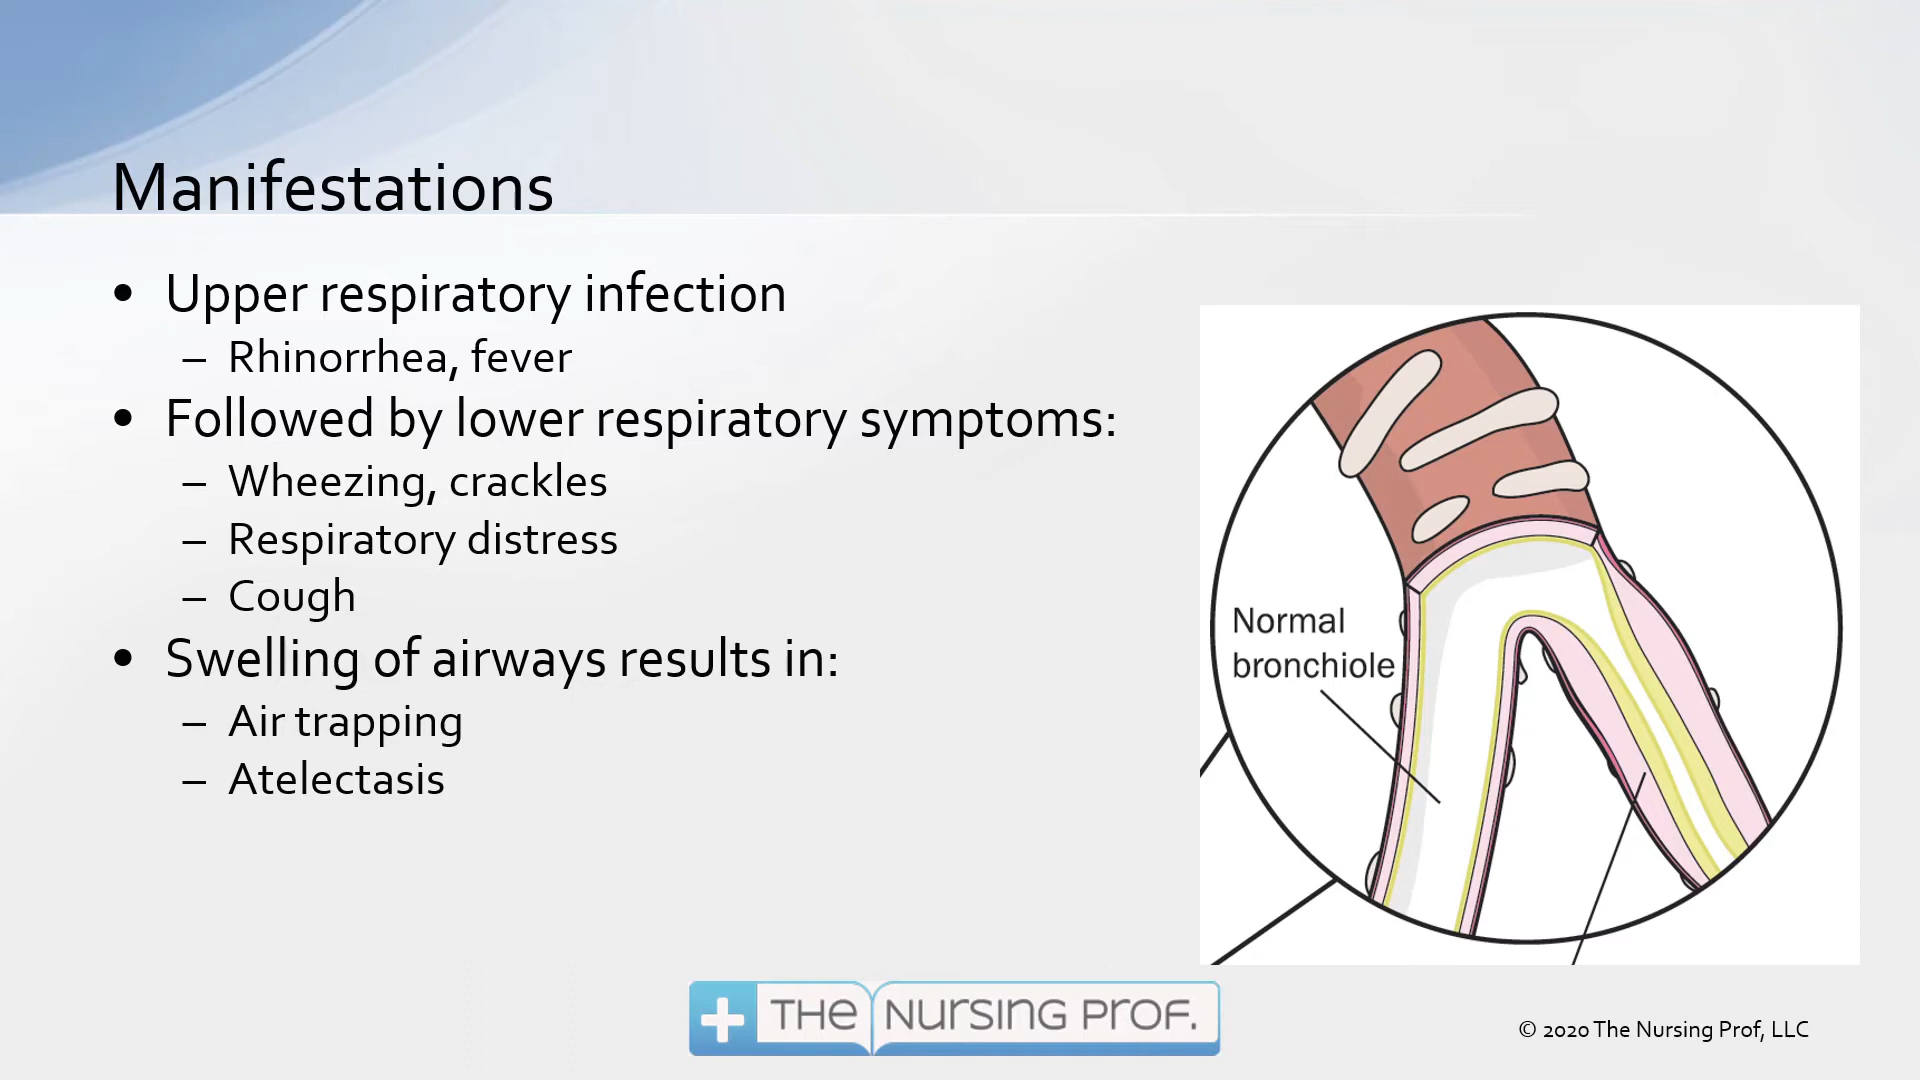 Manifestations
• Upper respiratory infection
– Rhinorrhea, fever
• Followed by lower respiratory symptoms:
– Wheezing, crackles
– Respiratory distress
– Cough
• Swelling of airways results in:
– Air trapping
– Atelectasis
Normal
bronchiole
THE NURSING PROF.
© 2020 The Nursing Prof, LLC